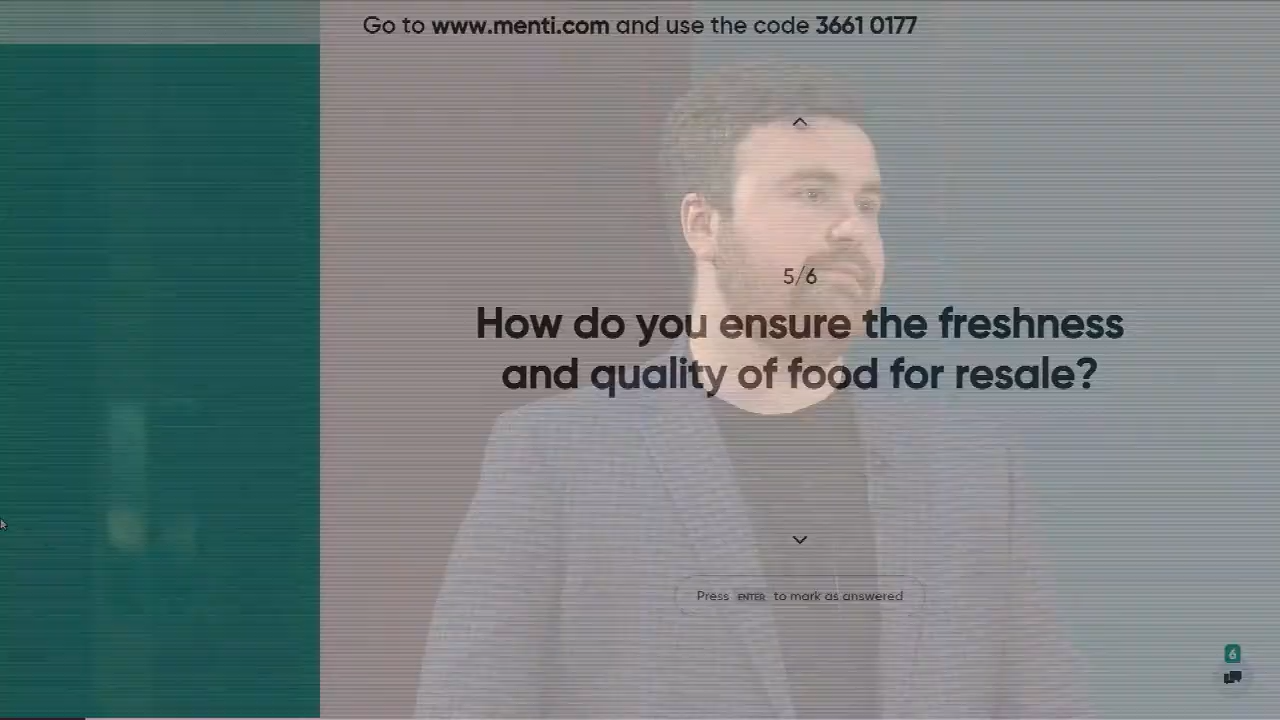 Go to www.menti.com and use the code 3661 0177
5/6
How do you ensure the freshness
and quality of food for resale?
Press ENTER to mark as answered
6